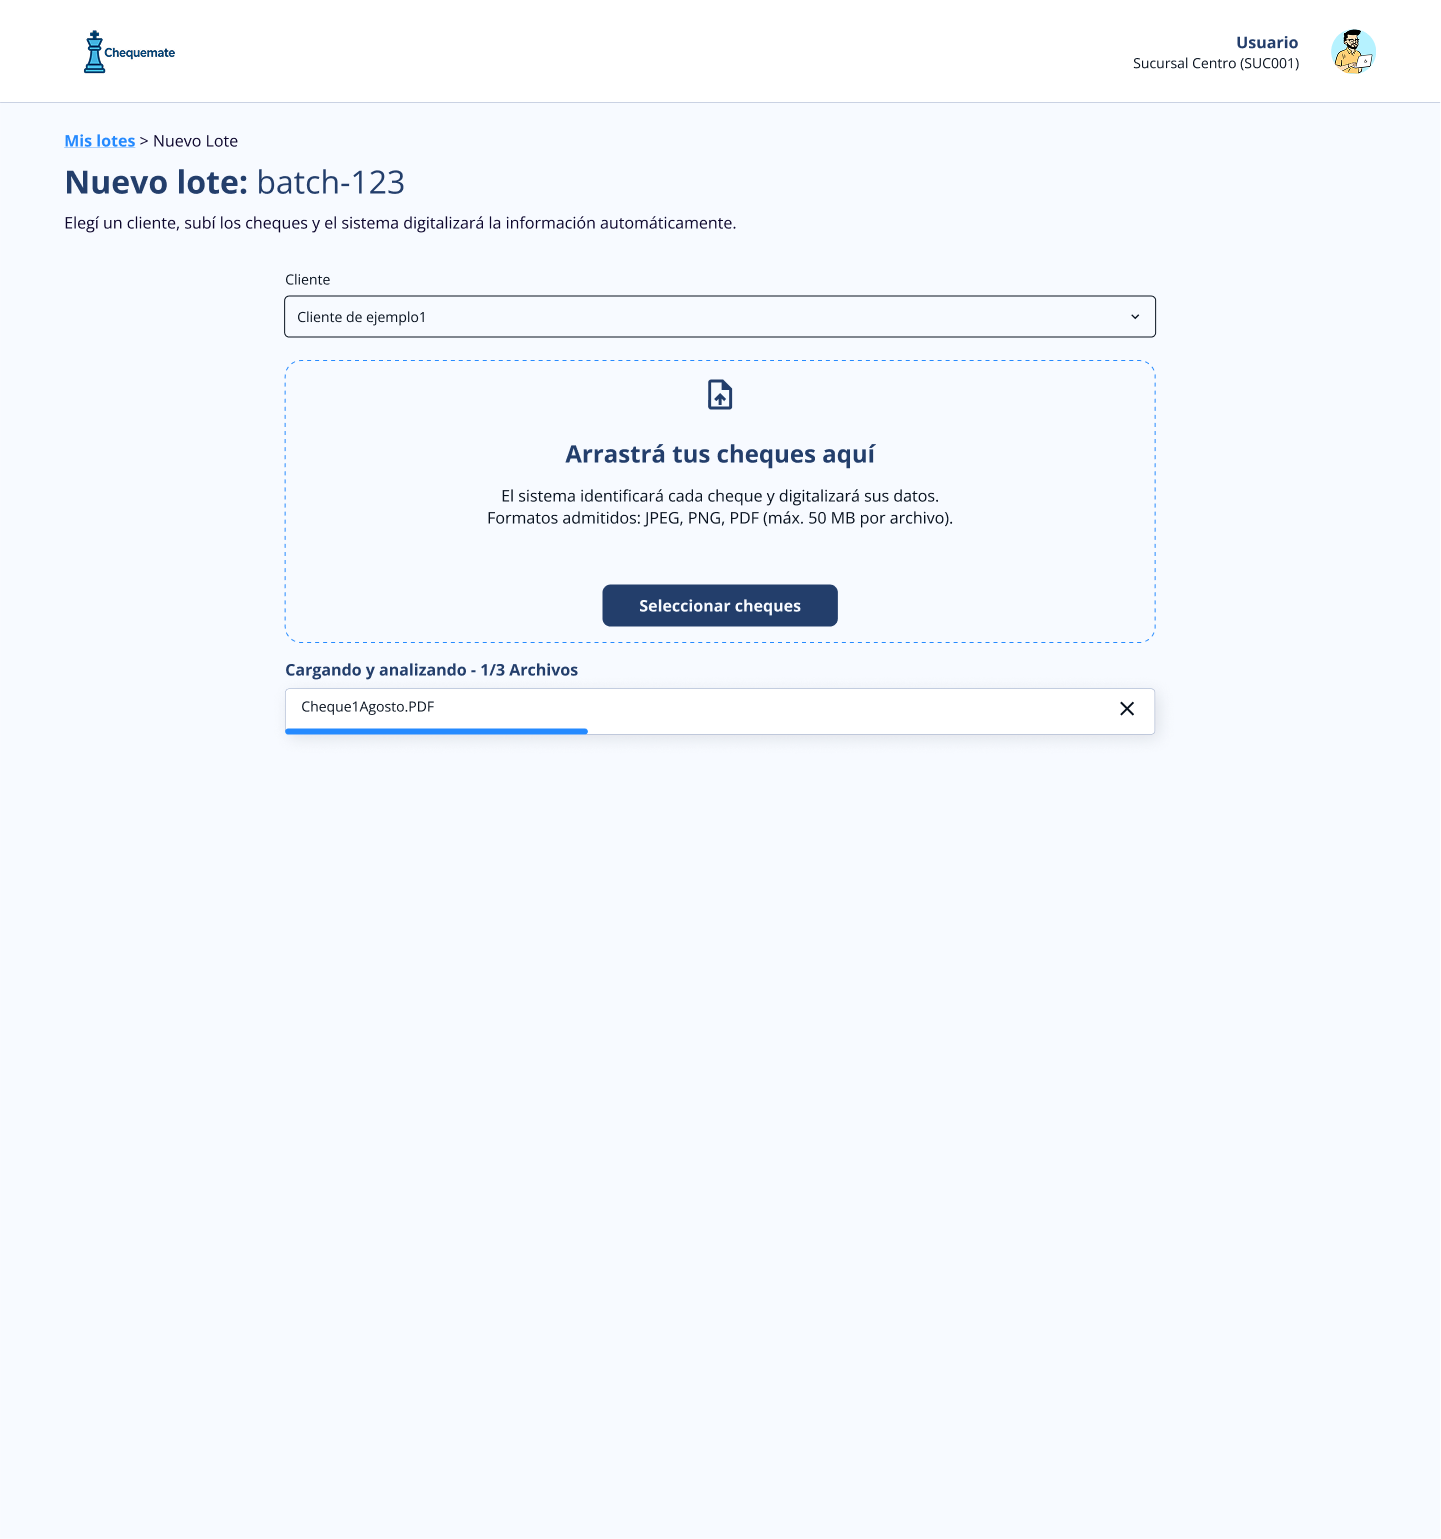 Chequemate
Usuario
Sucursal Centro (SUC001)
Mis lotes > Nuevo Lote
Nuevo lote: batch-123
Elegí un cliente, subí los cheques y el sistema digitalizará la información automáticamente.
Cliente
Cliente de ejemplo1
Arrastrá tus cheques aquí
El sistema identificará cada cheque y digitalizará sus datos.
Formatos admitidos: JPEG, PNG, PDF (máx. 50 MB por archivo).
Seleccionar cheques
Cargando y analizando - 1/3 Archivos
Cheque1Agosto.PDF